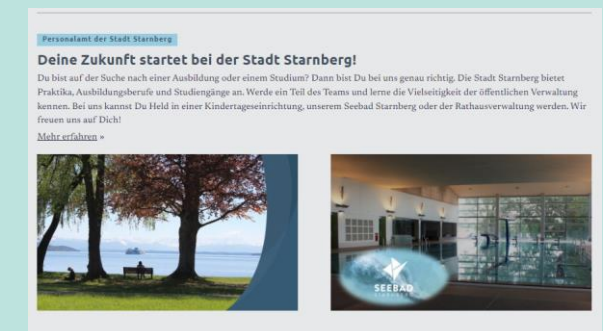 Personalamt der Stadt Starnberg
Deine Zukunft startet bei der Stadt Starnberg!
Du bist auf der Suche nach einer Ausbildung oder einem Studium? Dann bist Du bei uns genau richtig. Die Stadt Starnberg bietet
Praktika, Ausbildungsberufe und Studiengänge an. Werde ein Teil des Teams und lerne die Vielseitigkeit der öffentlichen Verwaltung
kennen. Bei uns kannst Du Held in einer Kindertageseinrichtung, unserem Seebad Starnberg oder der Rathausverwaltung werden. Wir
freuen uns auf Dich!
Mehr erfahren »
SEEBAD
STARNBERG